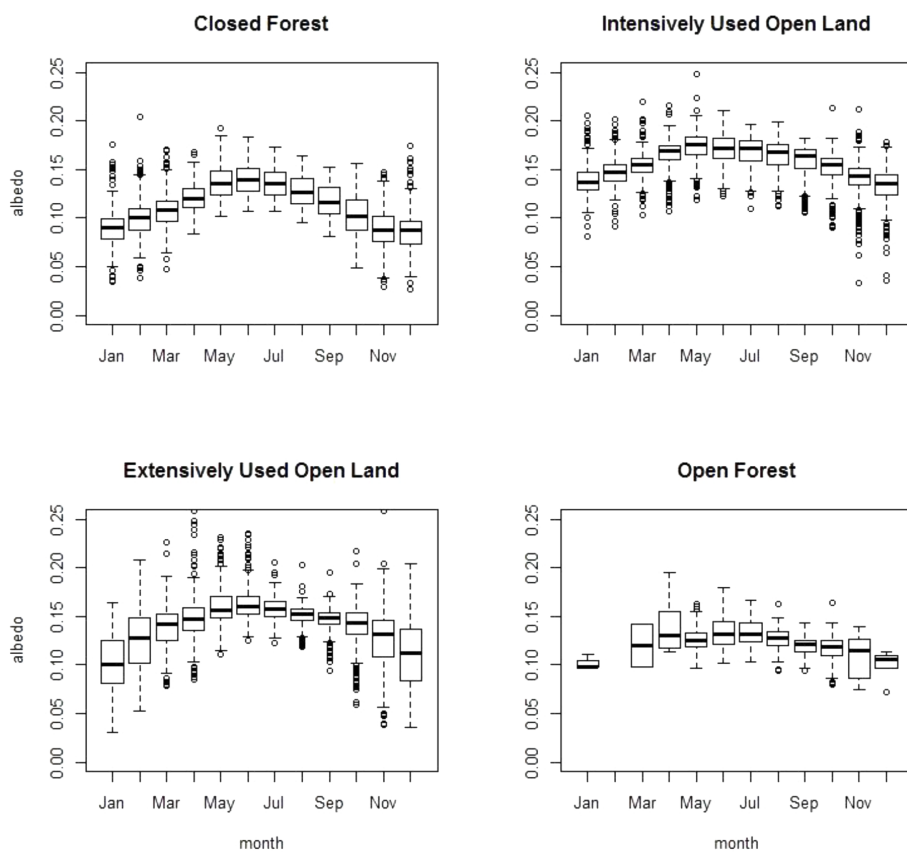 Closed Forest
albedo
0.00 0.05 0.10 0.15 0.20 0.25
Jan Mar May Jul Sep Nov
Intensively Used Open Land
0.00 0.05 0.10 0.15 0.20 0.25
Jan Mar May Jul Sep Nov
Extensively Used Open Land
albedo
0.00 0.05 0.10 0.15 0.20 0.25
Jan Mar May Jul Sep Nov
month
Open Forest
0.00 0.05 0.10 0.15 0.20 0.25
Jan Mar May Jul Sep Nov
month